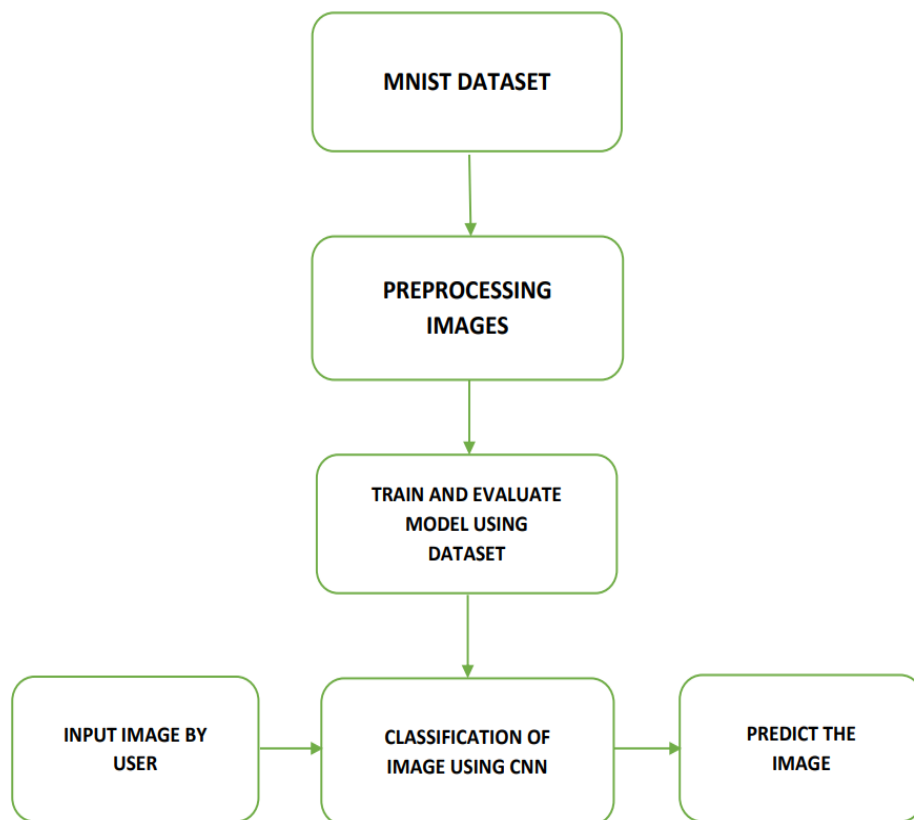 MNIST DATASET
PREPROCESSING
IMAGES
TRAIN AND EVALUATE
MODEL USING
DATASET
INPUT IMAGE BY
USER
CLASSIFICATION OF
IMAGE USING CNN
PREDICT THE
IMAGE